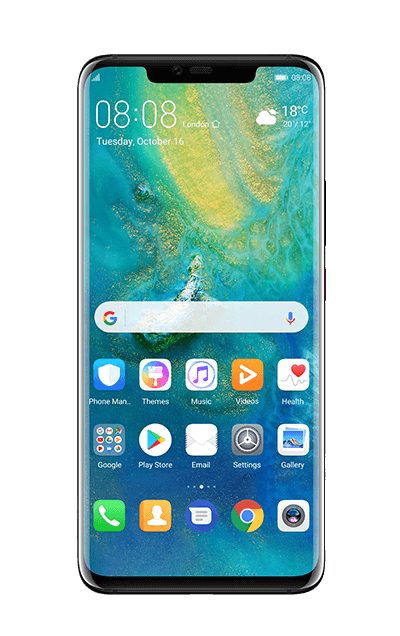 08:08
08:08
London
18°C
20°/ 12°
Tuesday, October 16
Phone Man..
Themes
Music
Videos
Health
Google
Play Store
Email
Settings
Gallery